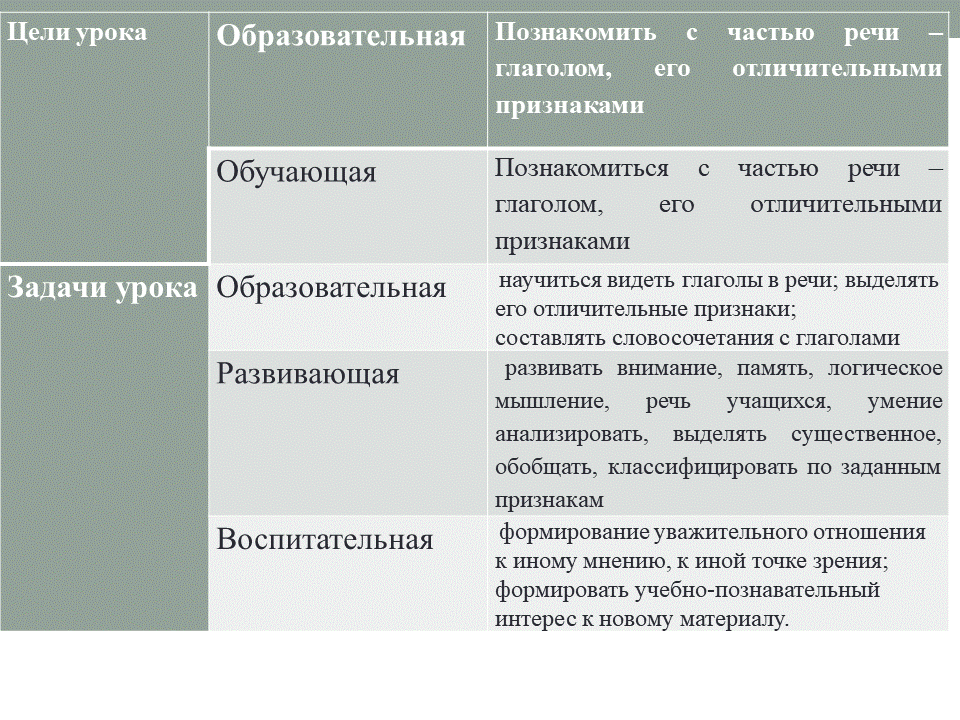 Цели урока
Образовательная
Познакомить с частью речи –
глаголом, его отличительными
признаками
Обучающая
Познакомиться с частью речи –
глаголом, его отличительными
признаками
Задачи урока
Образовательная
научиться видеть глаголы в речи; выделять
его отличительные признаки;
составлять словосочетания с глаголами
Развивающая
развивать внимание, память, логическое
мышление, речь учащихся, умение
анализировать, выделять существенное,
обобщать, классифицировать по заданным
признакам
Воспитательная
формирование уважительного отношения
к иному мнению, к иной точке зрения;
формировать учебно-познавательный
интерес к новому материалу.